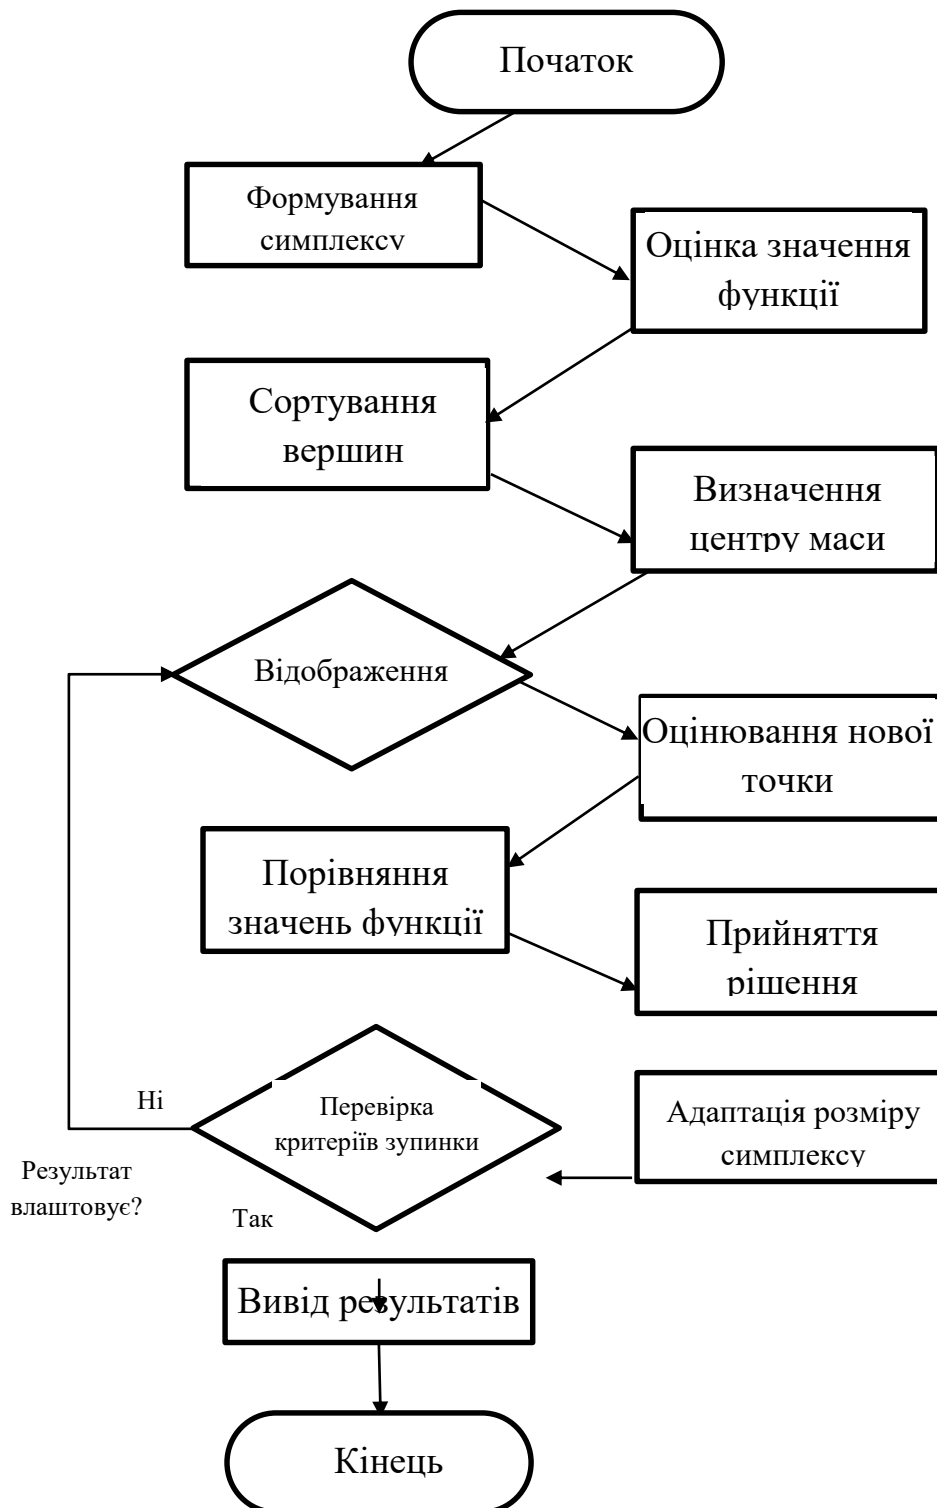 Початок
Формування
симплексу
Оцінка значення
функції
Сортування
вершин
Визначення
центру маси
Відображення
Оцінювання нової
точки
Порівняння
значень функції
Прийняття
рішення
Адаптація розміру
симплексу
Перевірка
критеріїв зупинки
Ні
Результат
влаштовує?
Так
Вивід результатів
Кінець